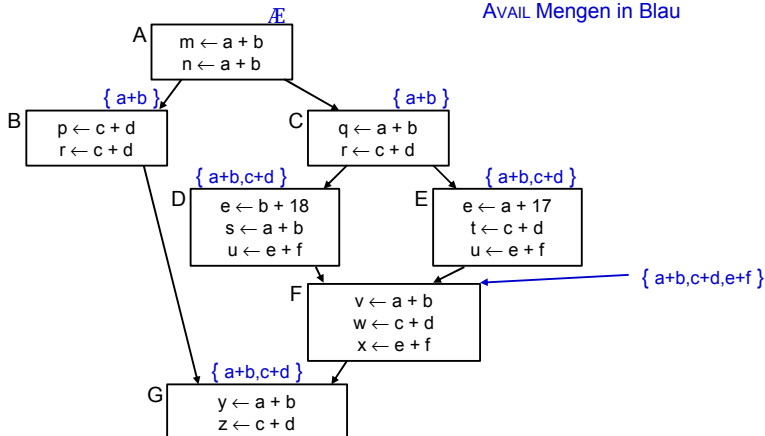 Æ
AVAIL Mengen in Blau
A
m ← a + b
n ← a + b
{ a+b }
{ a+b }
B
p ← c + d
r ← c + d
C
q ← a + b
r ← c + d
{ a+b,c+d }
{ a+b,c+d }
D
e ← b + 18
s ← a + b
u ← e + f
E
e ← a + 17
t ← c + d
u ← e + f
{ a+b,c+d,e+f }
F
v ← a + b
w ← c + d
x ← e + f
{ a+b,c+d }
G
y ← a + b
z ← c + d